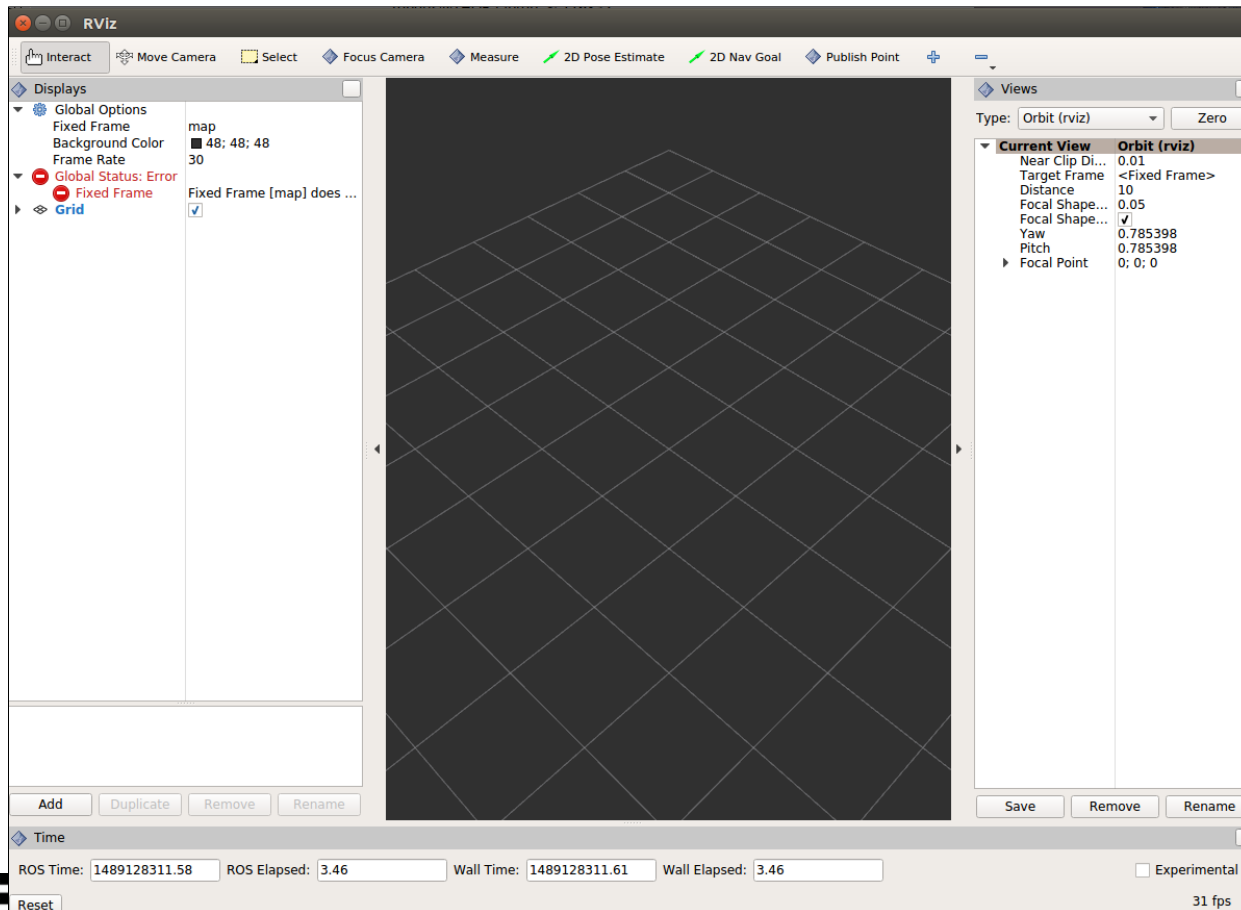 RViz
Interact Move Camera Select Focus Camera Measure 2D Pose Estimate 2D Nav Goal Publish Point
Displays
Global Options
Fixed Frame map
Background Color 48; 48; 48
Frame Rate 30
Global Status: Error
Fixed Frame Fixed Frame [map] does ...
Grid
Add Duplicate Remove Rename
Views
Type: Orbit (rviz) Zero
Current View Orbit (rviz)
Near Clip Di... 0.01
Target Frame <Fixed Frame>
Distance 10
Focal Shape... 0.05
Focal Shape...
Yaw 0.785398
Pitch 0.785398
Focal Point 0; 0; 0
Save Remove Rename
Time
ROS Time: 1489128311.58 ROS Elapsed: 3.46 Wall Time: 1489128311.61 Wall Elapsed: 3.46 Experimental
Reset 31 fps